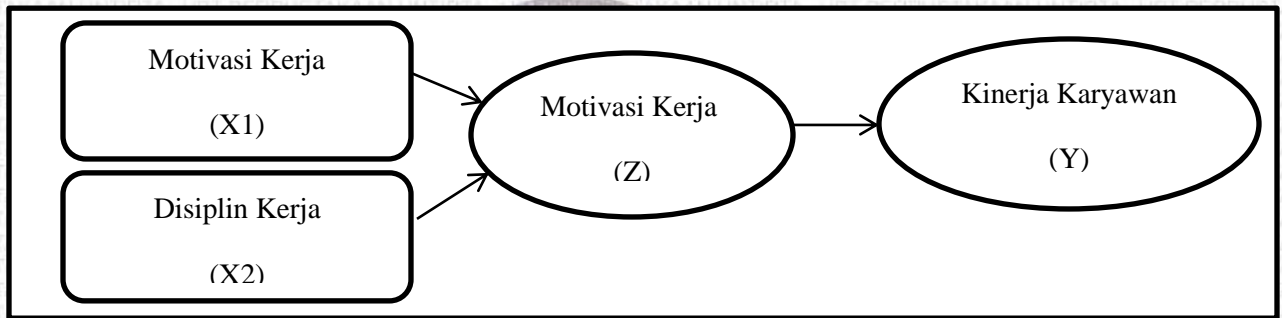 Motivasi Kerja
(X1)
Disiplin Kerja
(X2)
Motivasi Kerja
(Z)
Kinerja Karyawan
(Y)